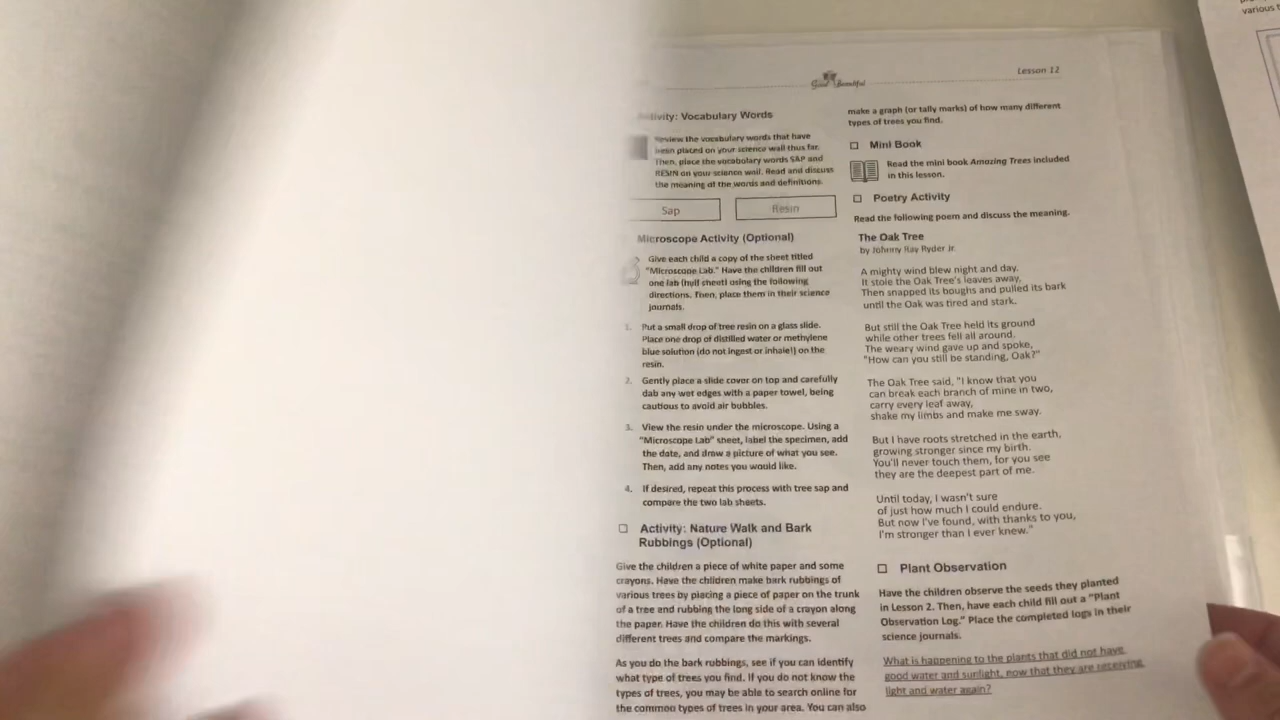 various t
Lesson 12
Good Beautiful
Activity: Vocabulary Words
Review the vocabulary words that have
been placed on your science wall thus far.
Then, place the vocabulary words SAP and
RESIN on your science wall. Read and discuss
the meaning of the words and definitions.
Sap
Resin
Microscope Activity (Optional)
Give each child a copy of the sheet titled
"Microscope Lab." Have the children fill out
one lab (half sheet) using the following
directions. Then, place them in their science
journals.
1. Put a small drop of tree resin on a glass slide.
Place one drop of distilled water or methylene
blue solution (do not ingest or inhale!) on the
resin.
2. Gently place a slide cover on top and carefully
dab any wet edges with a paper towel, being
cautious to avoid air bubbles.
3. View the resin under the microscope. Using a
"Microscope Lab" sheet, label the specimen, add
the date, and draw a picture of what you see.
Then, add any notes you would like.
4. If desired, repeat this process with tree sap and
compare the two lab sheets.
Activity: Nature Walk and Bark
Rubbings (Optional)
Give the children a piece of white paper and some
crayons. Have the children make bark rubbings of
various trees by placing a piece of paper on the trunk
of a tree and rubbing the long side of a crayon along
the paper. Have the children do this with several
different trees and compare the markings.
As you do the bark rubbings, see if you can identify
what type of trees you find. If you do not know the
types of trees, you may be able to search online for
the common types of trees in your area. You can also
make a graph (or tally marks) of how many different
types of trees you find.
Mini Book
Read the mini book Amazing Trees included
in this lesson.
Poetry Activity
Read the following poem and discuss the meaning.
The Oak Tree
by Johnny Ray Ryder Jr.
A mighty wind blew night and day.
It stole the Oak Tree's leaves away,
Then snapped its boughs and pulled its bark
until the Oak was tired and stark.
But still the Oak Tree held its ground
while other trees fell all around.
The weary wind gave up and spoke,
"How can you still be standing, Oak?"
The Oak Tree said, "I know that you
can break each branch of mine in two,
carry every leaf away,
shake my limbs and make me sway.
But I have roots stretched in the earth,
growing stronger since my birth.
You'll never touch them, for you see
they are the deepest part of me.
Until today, I wasn't sure
of just how much I could endure.
But now I've found, with thanks to you,
I'm stronger than I ever knew."
Plant Observation
Have the children observe the seeds they planted
in Lesson 2. Then, have each child fill out a "Plant
Observation Log." Place the completed logs in their
science journals.
What is happening to the plants that did not have
good water and sunlight, now that they are receiving
light and water again?